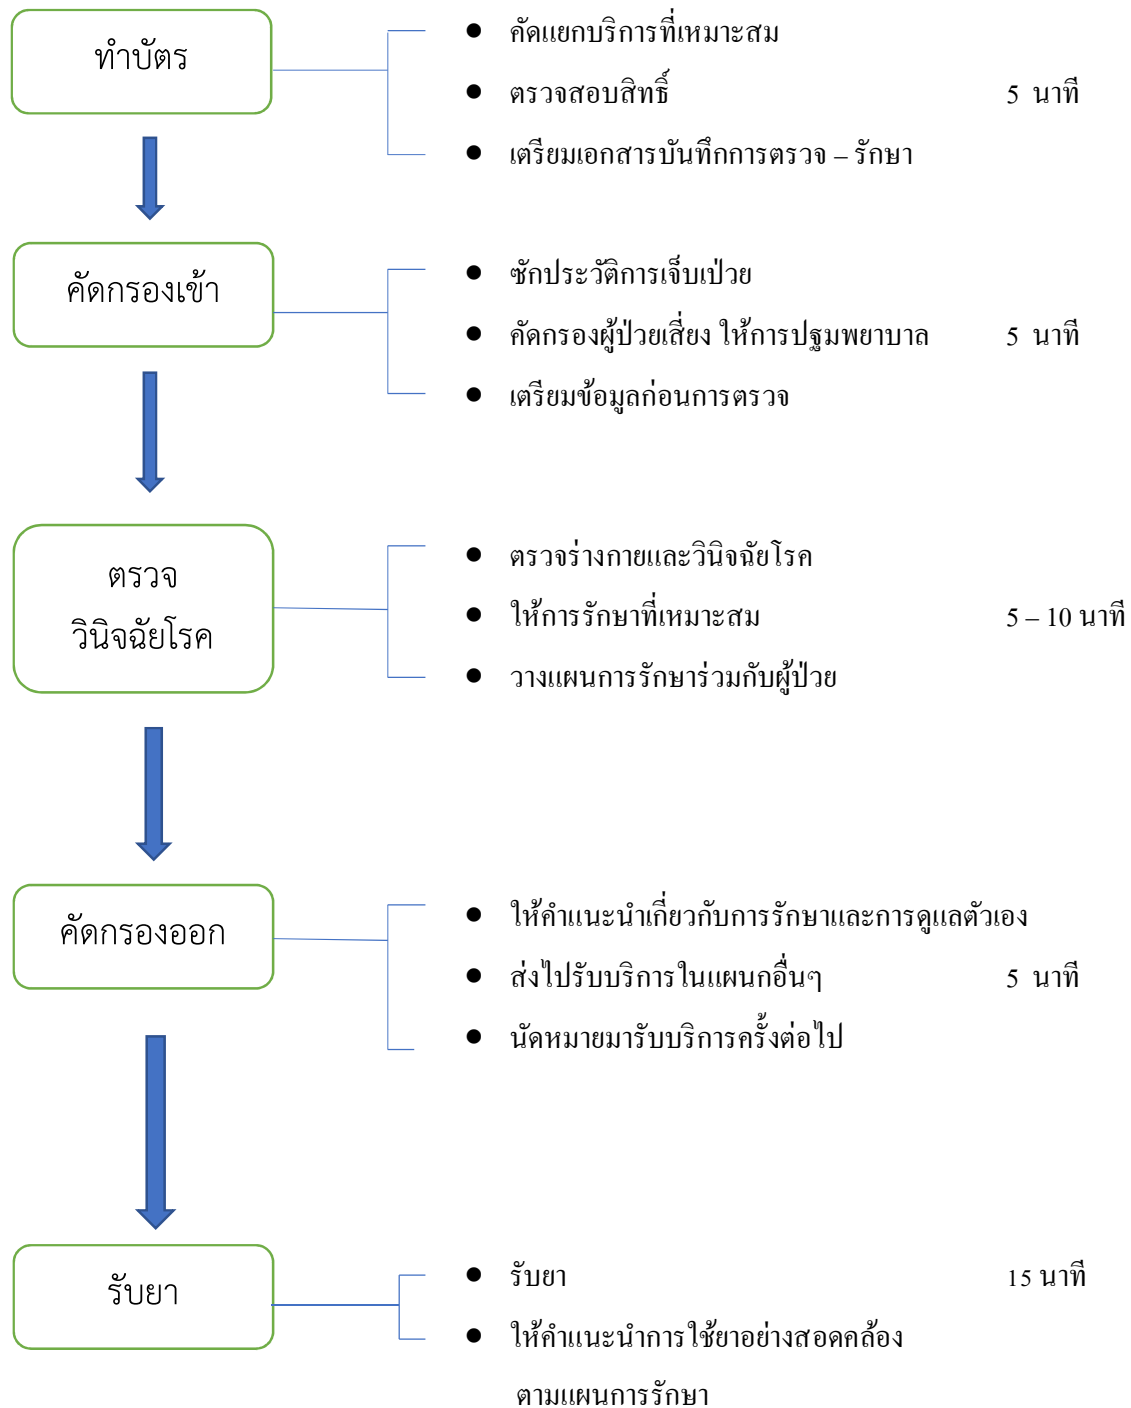 ทำบัตร
● คัดแยกบริการที่เหมาะสม
● ตรวจสอบสิทธิ์ 5 นาที
● เตรียมเอกสารบันทึกการตรวจ – รักษา
คัดกรองเข้า
● ซักประวัติการเจ็บเป่วย
● คัดกรองผู้ป่วยเสี่ยง ให้การปฐมพยาบาล 5 นาที
● เตรียมข้อมูลก่อนการตรวจ
ตรวจ
วินิจฉัยโรค
● ตรวจร่างกายและวินิจฉัยโรค
● ให้การรักษาที่เหมาะสม 5 – 10 นาที
● วางแผนการรักษาร่วมกับผู้ป่วย
คัดกรองออก
● ให้คำแนะนำเกี่ยวกับการรักษาและการดูแลตัวเอง
● ส่งไปรับบริการในแผนกอื่นๆ 5 นาที
● นัดหมายมารับบริการครั้งต่อไป
รับยา
● รับยา 15 นาที
● ให้คำแนะนำการใช้ยาอย่างสอดคล้อง
ตามแผนการรักษา